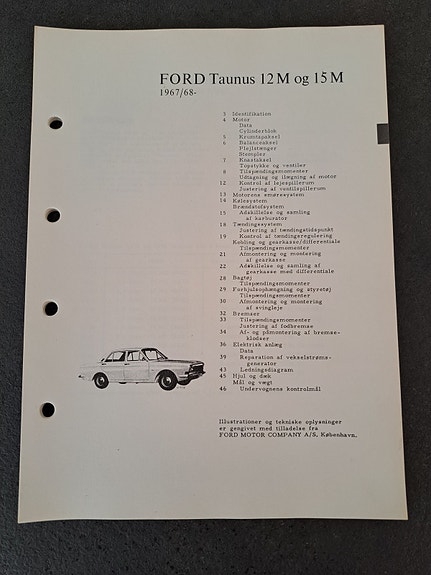 FORD Taunus 12M og 15M
1967/68-
3 Identifikation
4 Motor
Data
Cylinderblok
5 Krumtapaksel
6 Balanceaksel
Plejlstænger
Stempler
7 Knastaksel
Topstykke og ventiler
8 Tilspændingsmomenter
Udtagning og ilægning af motor
12 Kontrol af lejespillerum
Justering af ventilspillerum
13 Motorens smøresystem
14 Kølesystem
Brændstofsystem
15 Adskillelse og samling
af karburator
18 Tændingssystem
Justering af tændingstidspunkt
19 Kontrol af tændingsregulering
Kobling og gearkasse/differentiale
Tilspændingsmomenter
21 Afmontering og montering
af gearkasse
22 Adskillelse og samling af
gearkasse med differentiale
28 Bagtøj
Tilspændingsmomenter
29 Forhjulsophængning og styretøj
Tilspændingsmomenter
30 Afmontering og montering
af svingleje
32 Bremser
33 Tilspændingsmomenter
Justering af fodbremse
34 Af- og påmontering af bremse-
klodser
36 Elektrisk anlæg
Data
39 Reparation af vekselstrøms-
generator
43 Ledningsdiagram
45 Hjul og dæk
Mål og vægt
46 Undervognens kontrolmål
Illustrationer og tekniske oplysninger
er gengivet med tilladelse fra
FORD MOTOR COMPANY A/S, København.